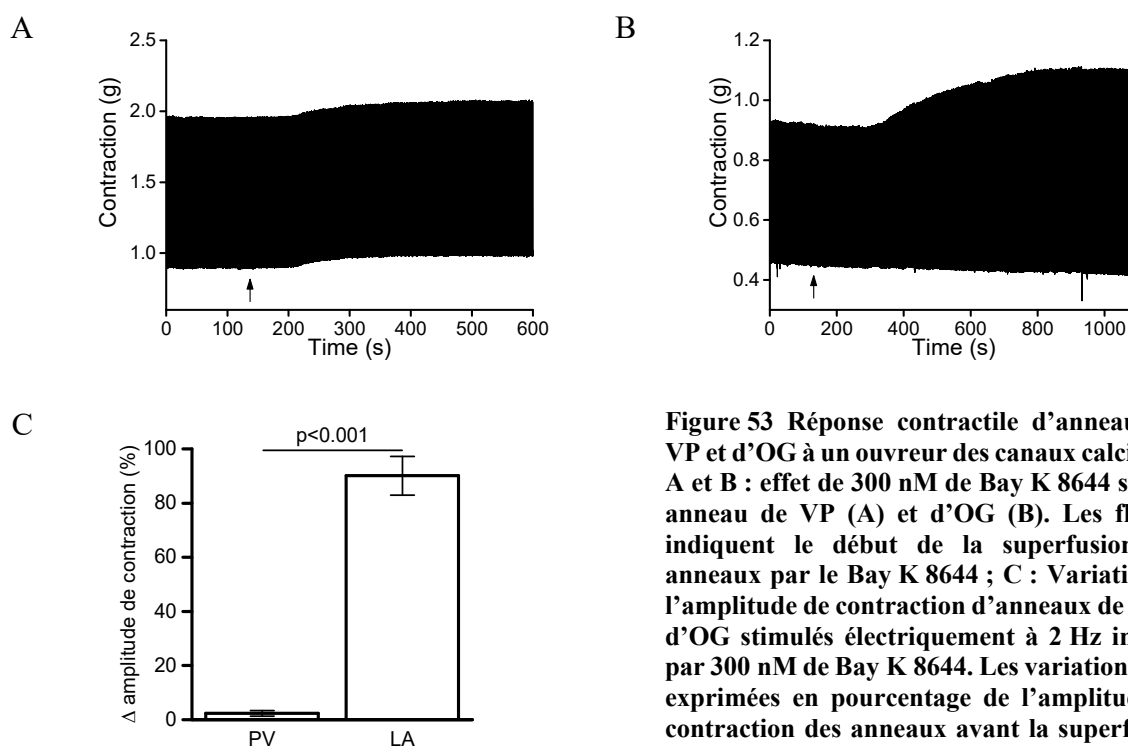 A
2.5
2.0
1.5
1.0
Contraction (g)
0 100 200 300 400 500 600
Time (s)
B
1.2
1.0
0.8
0.6
0.4
Contraction (g)
0 200 400 600 800 1000
Time (s)
C
p<0.001
100
80
60
40
20
0
Δ amplitude de contraction (%)
PV LA
Figure 53 Réponse contractile d’anneau
VP et d’OG à un ouvreur des canaux calci
A et B : effet de 300 nM de Bay K 8644 s
anneau de VP (A) et d’OG (B). Les fl
indiquent le début de la superfusion
anneaux par le Bay K 8644 ; C : Variati
l’amplitude de contraction d’anneaux de
d’OG stimulés électriquement à 2 Hz in
par 300 nM de Bay K 8644. Les variation
exprimées en pourcentage de l’amplitud
contraction des anneaux avant la superf